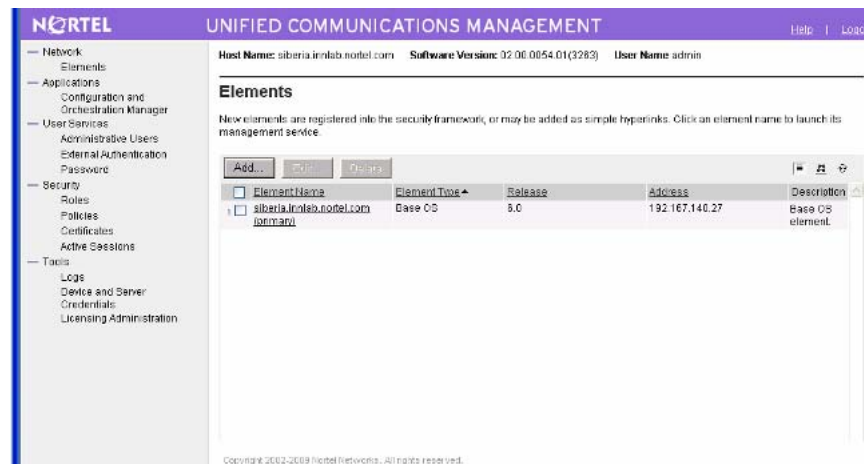 NORTEL
UNIFIED COMMUNICATIONS MANAGEMENT
Help | Logo
Network
Elements
Applications
Configuration and
Orchestration Manager
User Services
Administrative Users
External Authentication
Password
Security
Roles
Policies
Certificates
Active Sessions
Tools
Logs
Device and Server
Credentials
Licensing Administration
Host Name: siberia.innlab.nortel.com Software Version: 02.00.0054.01(3263) User Name admin
Elements
New elements are registered into the security framework, or may be added as simple hyperlinks. Click an element name to launch its
management service.
Add... Edit... Delete
Element Name Element Type Release Address Description
1 siberia.innlab.nortel.com Base OS 6.0 192.167.140.27 Base OS
(primary) element.
Copyright 2002-2009 Nortel Networks. All rights reserved.